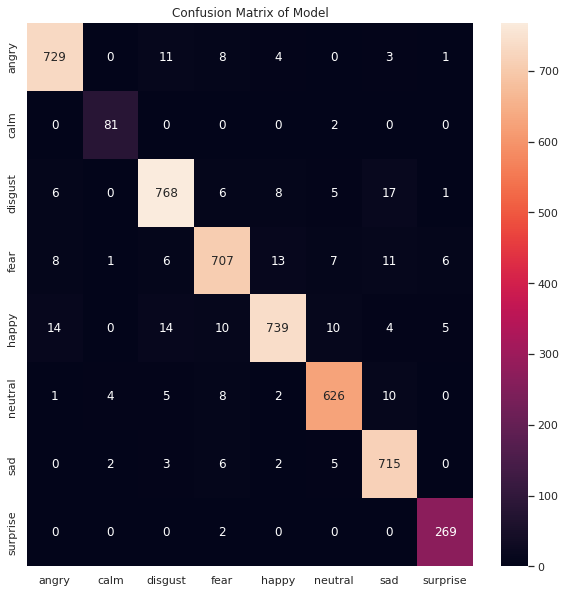 Confusion Matrix of Model
angry 729 0 11 8 4 0 3 1
calm 0 81 0 0 0 2 0 0
disgust 6 0 768 6 8 5 17 1
fear 8 1 6 707 13 7 11 6
happy 14 0 14 10 739 10 4 5
neutral 1 4 5 8 2 626 10 0
sad 0 2 3 6 2 5 715 0
surprise 0 0 0 2 0 0 0 269
angry calm disgust fear happy neutral sad surprise
700
600
500
400
300
200
100
0